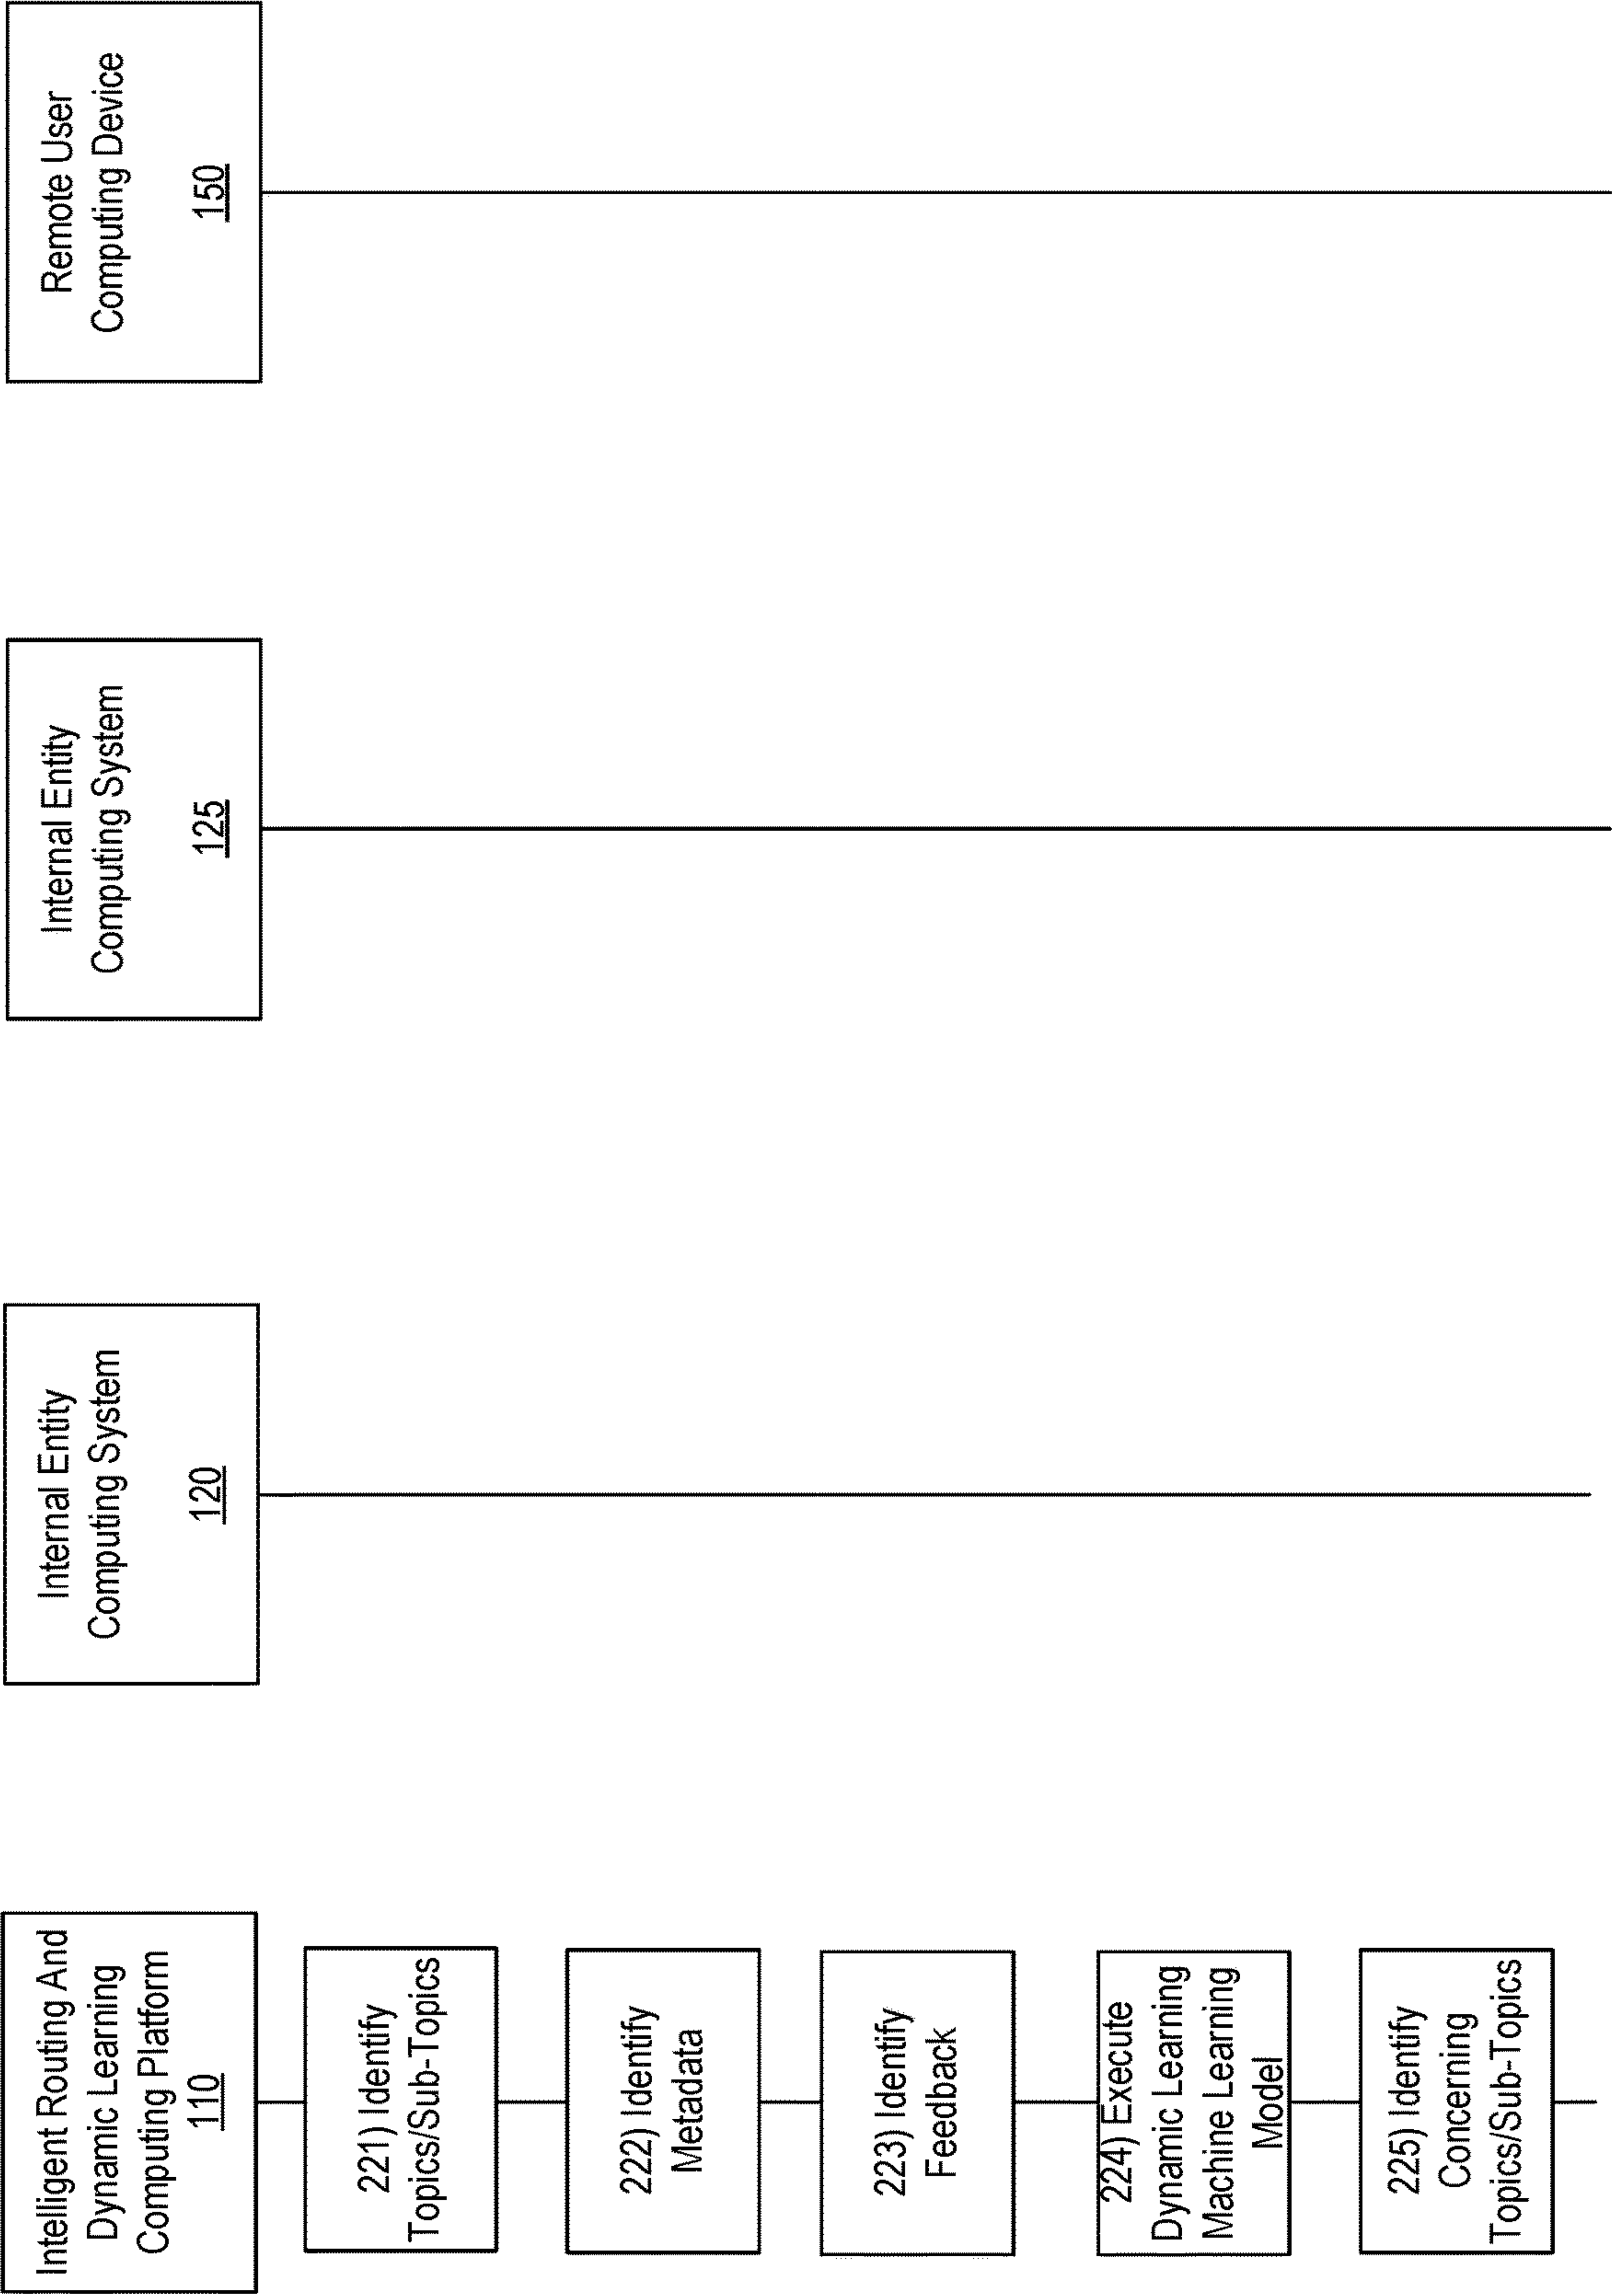 Intelligent Routing And
Dynamic Learning
Computing Platform
110
Internal Entity
Computing System
120
Internal Entity
Computing System
125
Remote User
Computing Device
150
221) Identify
Topics/Sub-Topics
222) Identify
Metadata
223) Identify
Feedback
224) Execute
Dynamic Learning
Machine Learning
Model
225) Identify
Concerning
Topics/Sub-Topics